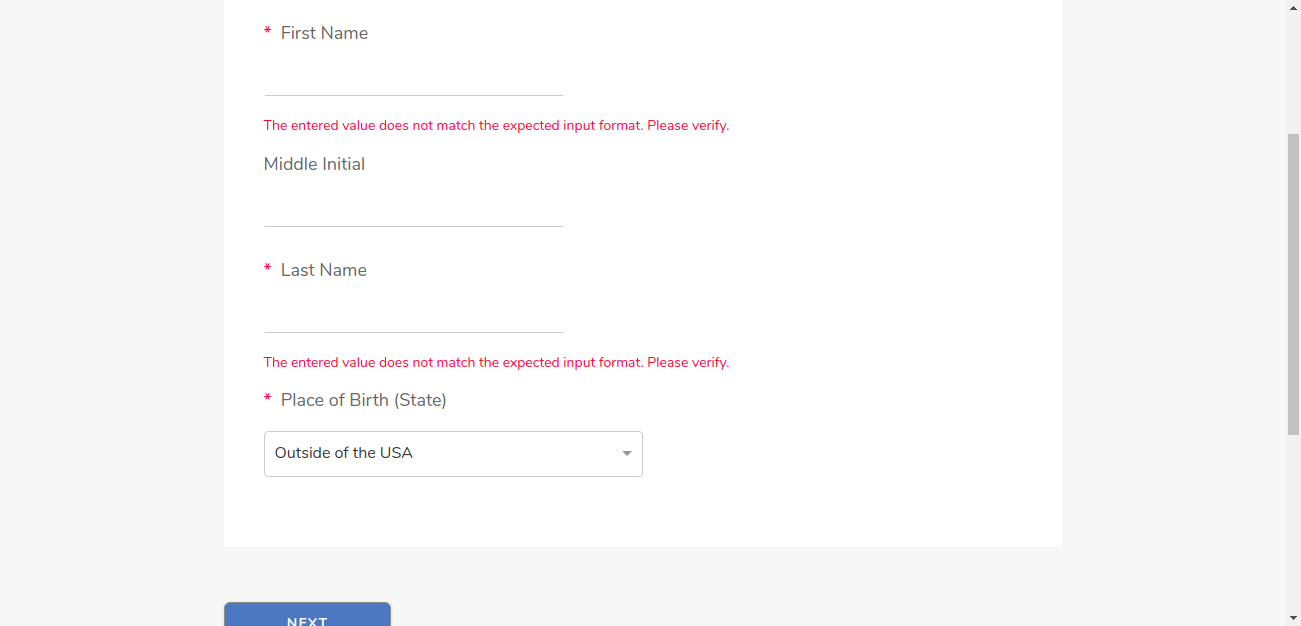 * First Name
The entered value does not match the expected input format. Please verify.
Middle Initial
* Last Name
The entered value does not match the expected input format. Please verify.
* Place of Birth (State)
Outside of the USA
NEXT